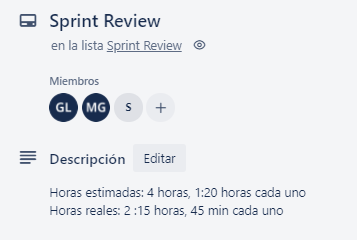 Sprint Review
en la lista Sprint Review
Miembros
GL MG S +
Descripción Editar
Horas estimadas: 4 horas, 1:20 horas cada uno
Horas reales: 2 :15 horas, 45 min cada uno